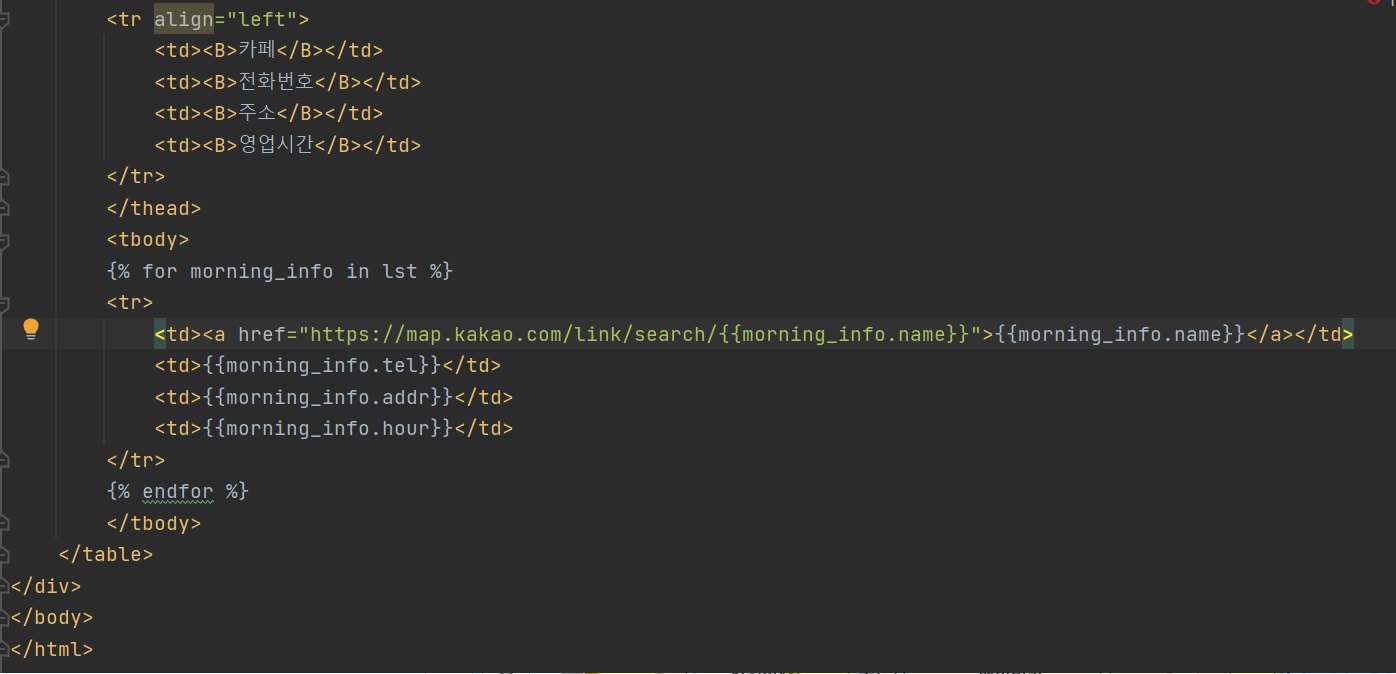 <tr align="left">
<td><B>카페</B></td>
<td><B>전화번호</B></td>
<td><B>주소</B></td>
<td><B>영업시간</B></td>
</tr>
</thead>
<tbody>
{% for morning_info in lst %}
<tr>
<td><a href="https://map.kakao.com/link/search/{{morning_info.name}}">{{morning_info.name}}</a></td>
<td>{{morning_info.tel}}</td>
<td>{{morning_info.addr}}</td>
<td>{{morning_info.hour}}</td>
</tr>
{% endfor %}
</tbody>
</table>
</div>
</body>
</html>